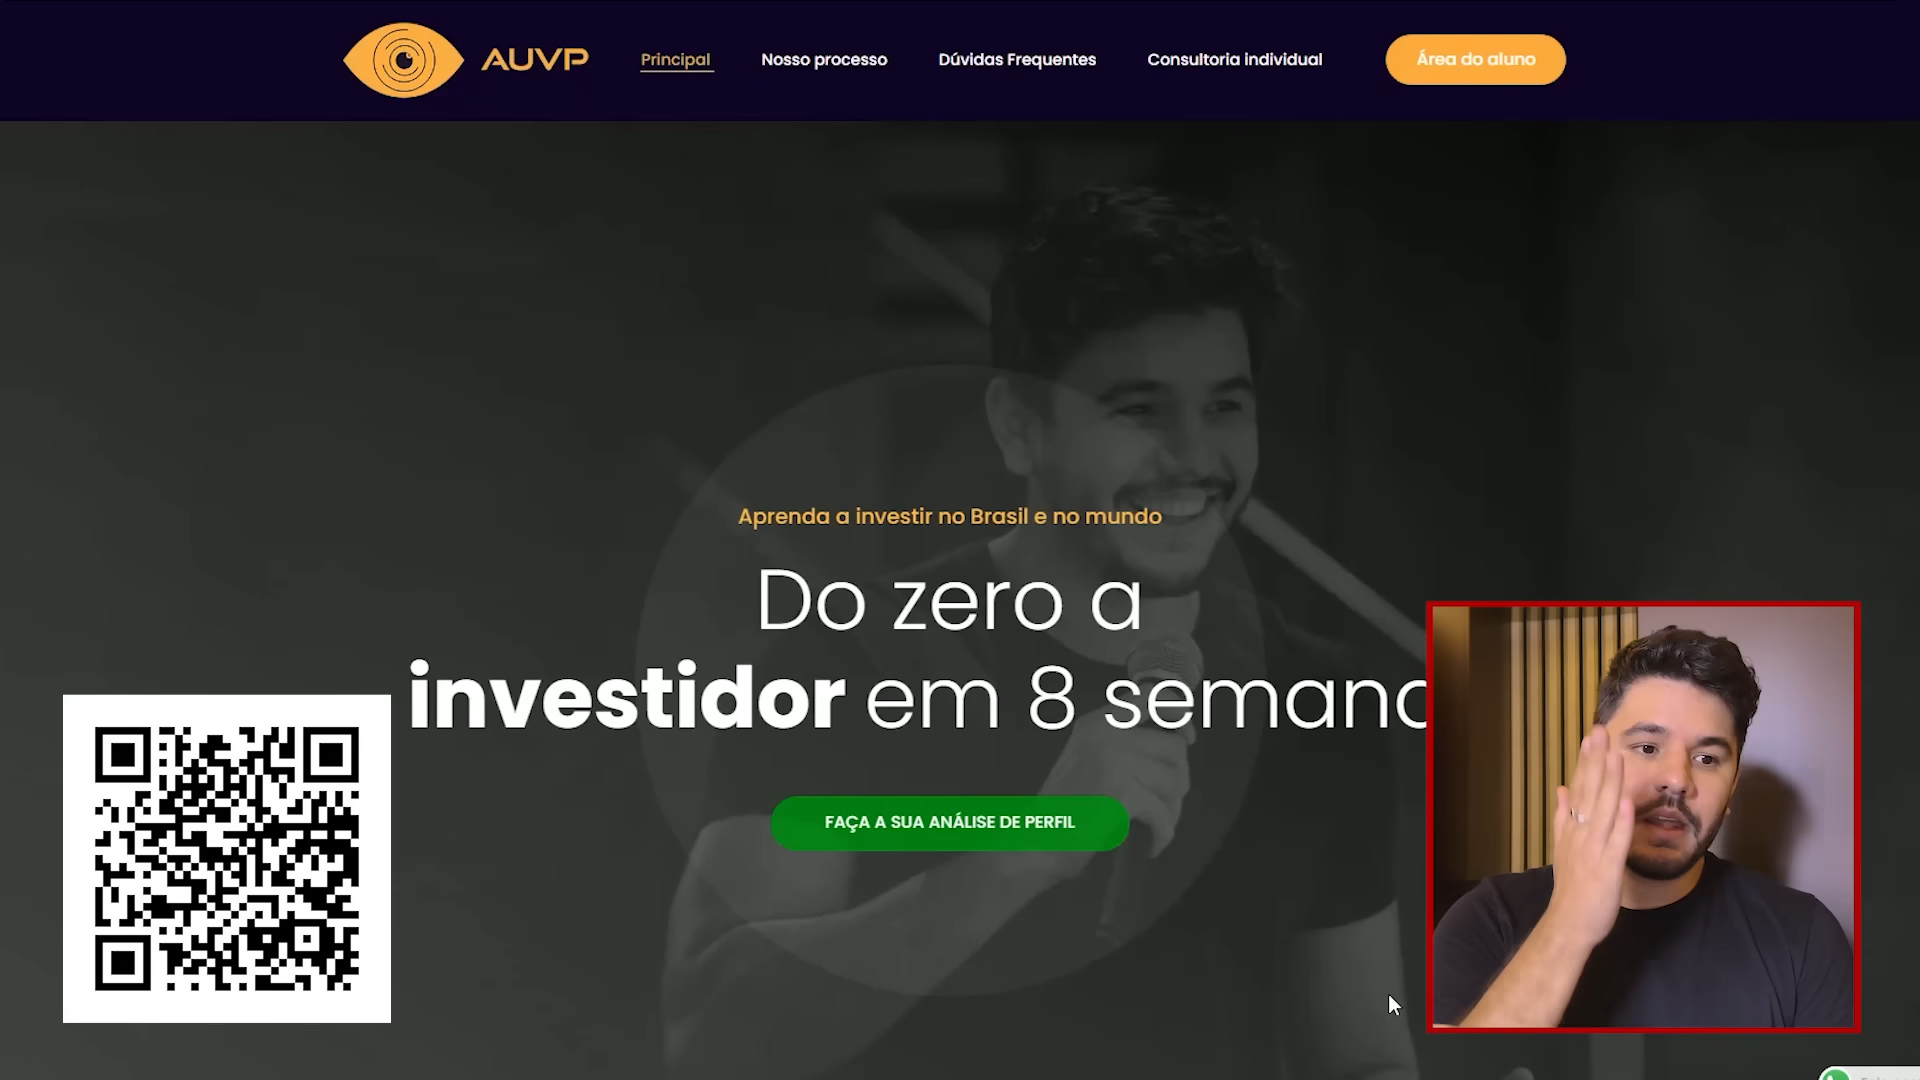 AUVP
Principal
Nosso processo
Dúvidas Frequentes
Consultoria individual
Área do aluno
Aprenda a investir no Brasil e no mundo
Do zero a
investidor em 8 semana
FAÇA A SUA ANÁLISE DE PERFIL